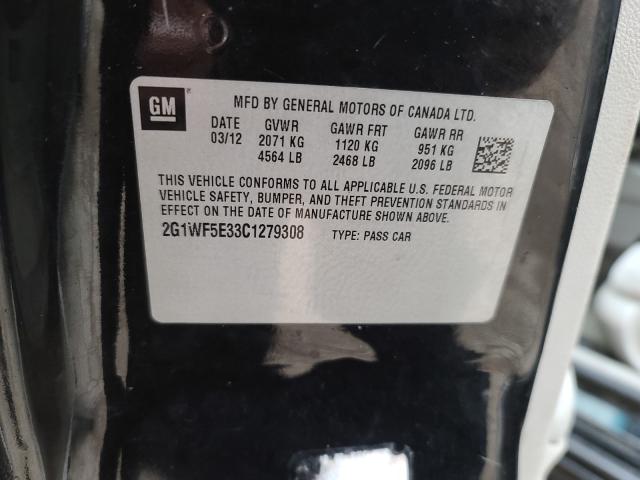 GM
MFD BY GENERAL MOTORS OF CANADA LTD.
DATE GVWR GAWR FRT GAWR RR
03/12 2071 KG 1120 KG 951 KG
4564 LB 2468 LB 2096 LB
THIS VEHICLE CONFORMS TO ALL APPLICABLE U.S. FEDERAL MOTOR
VEHICLE SAFETY, BUMPER, AND THEFT PREVENTION STANDARDS IN
EFFECT ON THE DATE OF MANUFACTURE SHOWN ABOVE.
2G1WF5E33C1279308 TYPE: PASS CAR